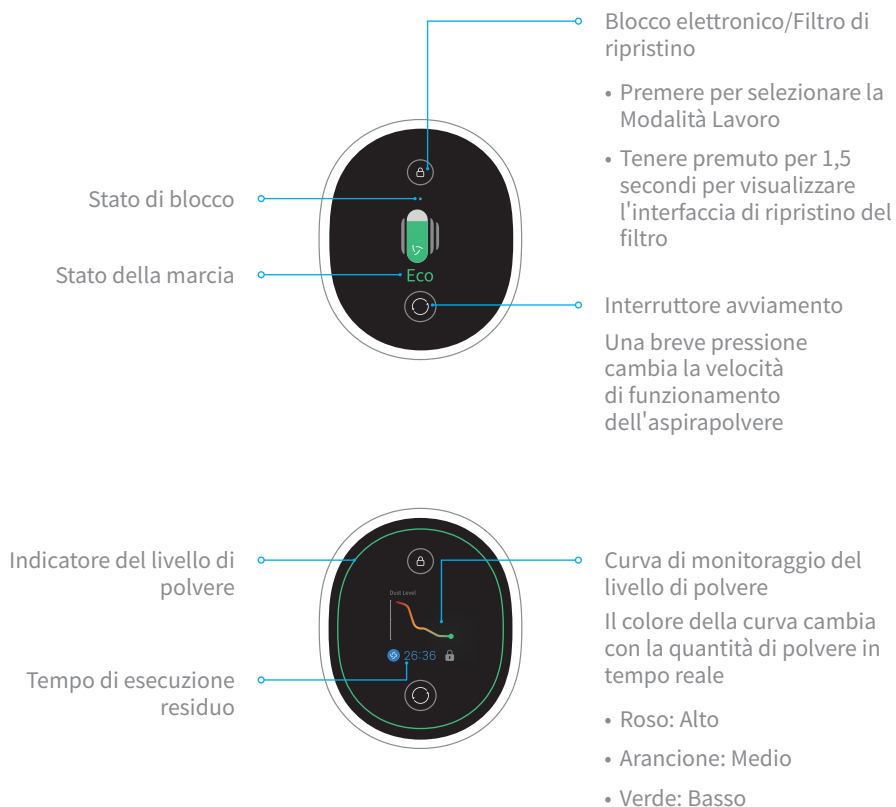 Blocco elettronico/Filtro di
ripristino
• Premere per selezionare la
Modalità Lavoro
• Tenere premuto per 1,5
secondi per visualizzare
l'interfaccia di ripristino del
filtro
Stato di blocco
Stato della marcia
Eco
Interruttore avviamento
Una breve pressione
cambia la velocità
di funzionamento
dell'aspirapolvere
Indicatore del livello di
polvere
Dust Level
26:36
Tempo di esecuzione
residuo
Curva di monitoraggio del
livello di polvere
Il colore della curva cambia
con la quantità di polvere in
tempo reale
• Roso: Alto
• Arancione: Medio
• Verde: Basso